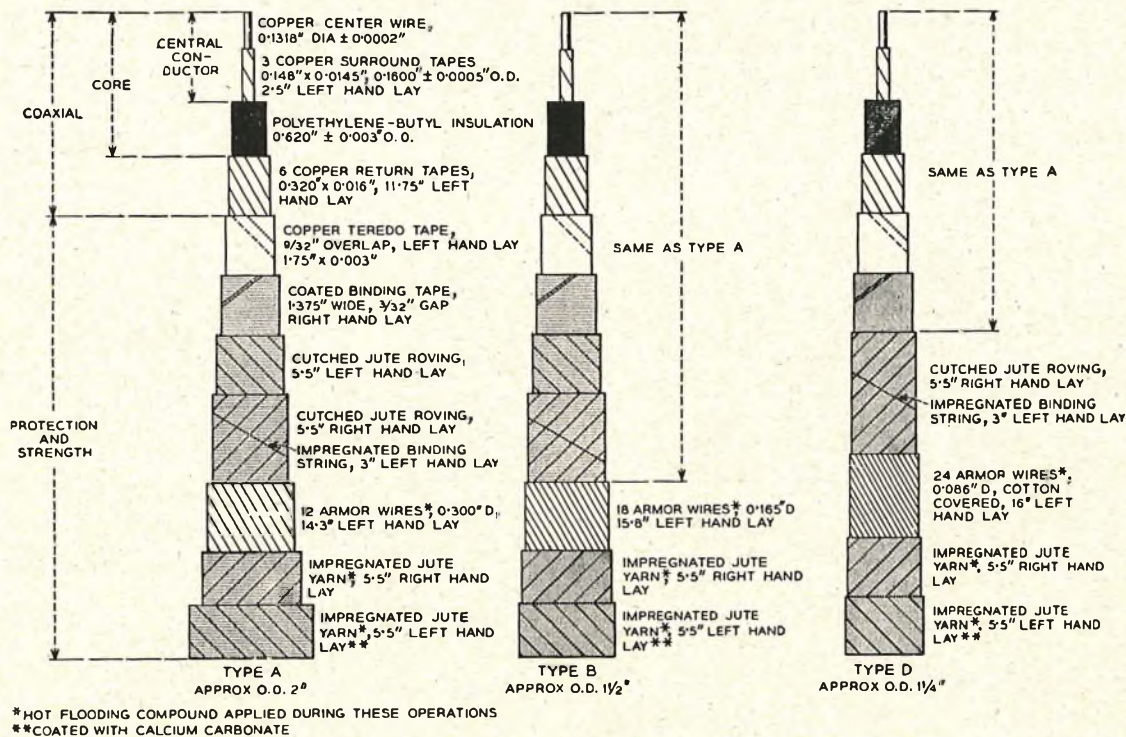 COPPER CENTER WIRE,
0·1318" DIA ± 0·0002"
CENTRAL
CON-
DUCTOR
3 COPPER SURROUND TAPES
0·148" X 0·0145", 0·1600" ± 0·0005" O.D.
2·5" LEFT HAND LAY
CORE
COAXIAL
POLYETHYLENE-BUTYL INSULATION
0·620" ± 0·003" O.O.
6 COPPER RETURN TAPES,
0·320" X 0·016", 11·75" LEFT
HAND LAY
COPPER TEREDO TAPE,
9/32" OVERLAP, LEFT HAND LAY
1·75" X 0·003"
COATED BINDING TAPE,
1·375" WIDE, 3/32" GAP
RIGHT HAND LAY
CUTCHED JUTE ROVING,
5·5" LEFT HAND LAY
PROTECTION
AND
STRENGTH
CUTCHED JUTE ROVING,
5·5" RIGHT HAND LAY
IMPREGNATED BINDING
STRING, 3" LEFT HAND LAY
12 ARMOR WIRES*, 0·300" D,
14·3" LEFT HAND LAY
IMPREGNATED JUTE
YARN*, 5·5" RIGHT HAND
LAY
IMPREGNATED JUTE
YARN*, 5·5" LEFT HAND
LAY**
TYPE A
APPROX O.D. 2"
SAME AS TYPE A
18 ARMOR WIRES*, 0·165" D
15·8" LEFT HAND LAY
IMPREGNATED JUTE
YARN*, 5·5" RIGHT HAND
LAY
IMPREGNATED JUTE
YARN*, 5·5" LEFT HAND
LAY**
TYPE B
APPROX O.D. 1½"
SAME AS TYPE A
CUTCHED JUTE ROVING,
5·5" RIGHT HAND LAY
IMPREGNATED BINDING
STRING, 3" LEFT HAND LAY
24 ARMOR WIRES*,
0·086" D, COTTON
COVERED, 16" LEFT
HAND LAY
IMPREGNATED JUTE
YARN*, 5·5" RIGHT HAND
LAY
IMPREGNATED JUTE
YARN*, 5·5" LEFT HAND
LAY**
TYPE D
APPROX O.D. 1¼"
*HOT FLOODING COMPOUND APPLIED DURING THESE OPERATIONS
**COATED WITH CALCIUM CARBONATE